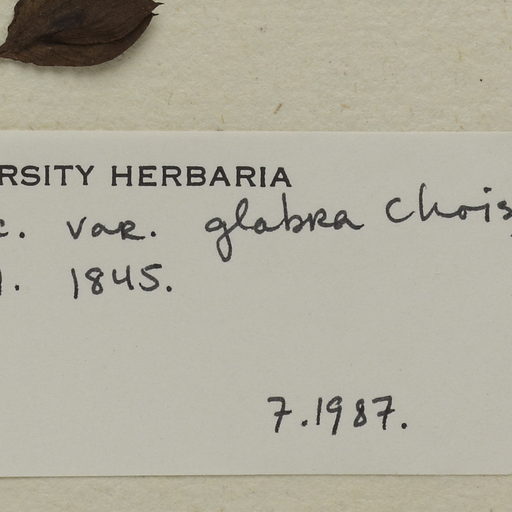 RSITY HERBARIA
c. var. glabra Chois
). 1845.
7.1987.